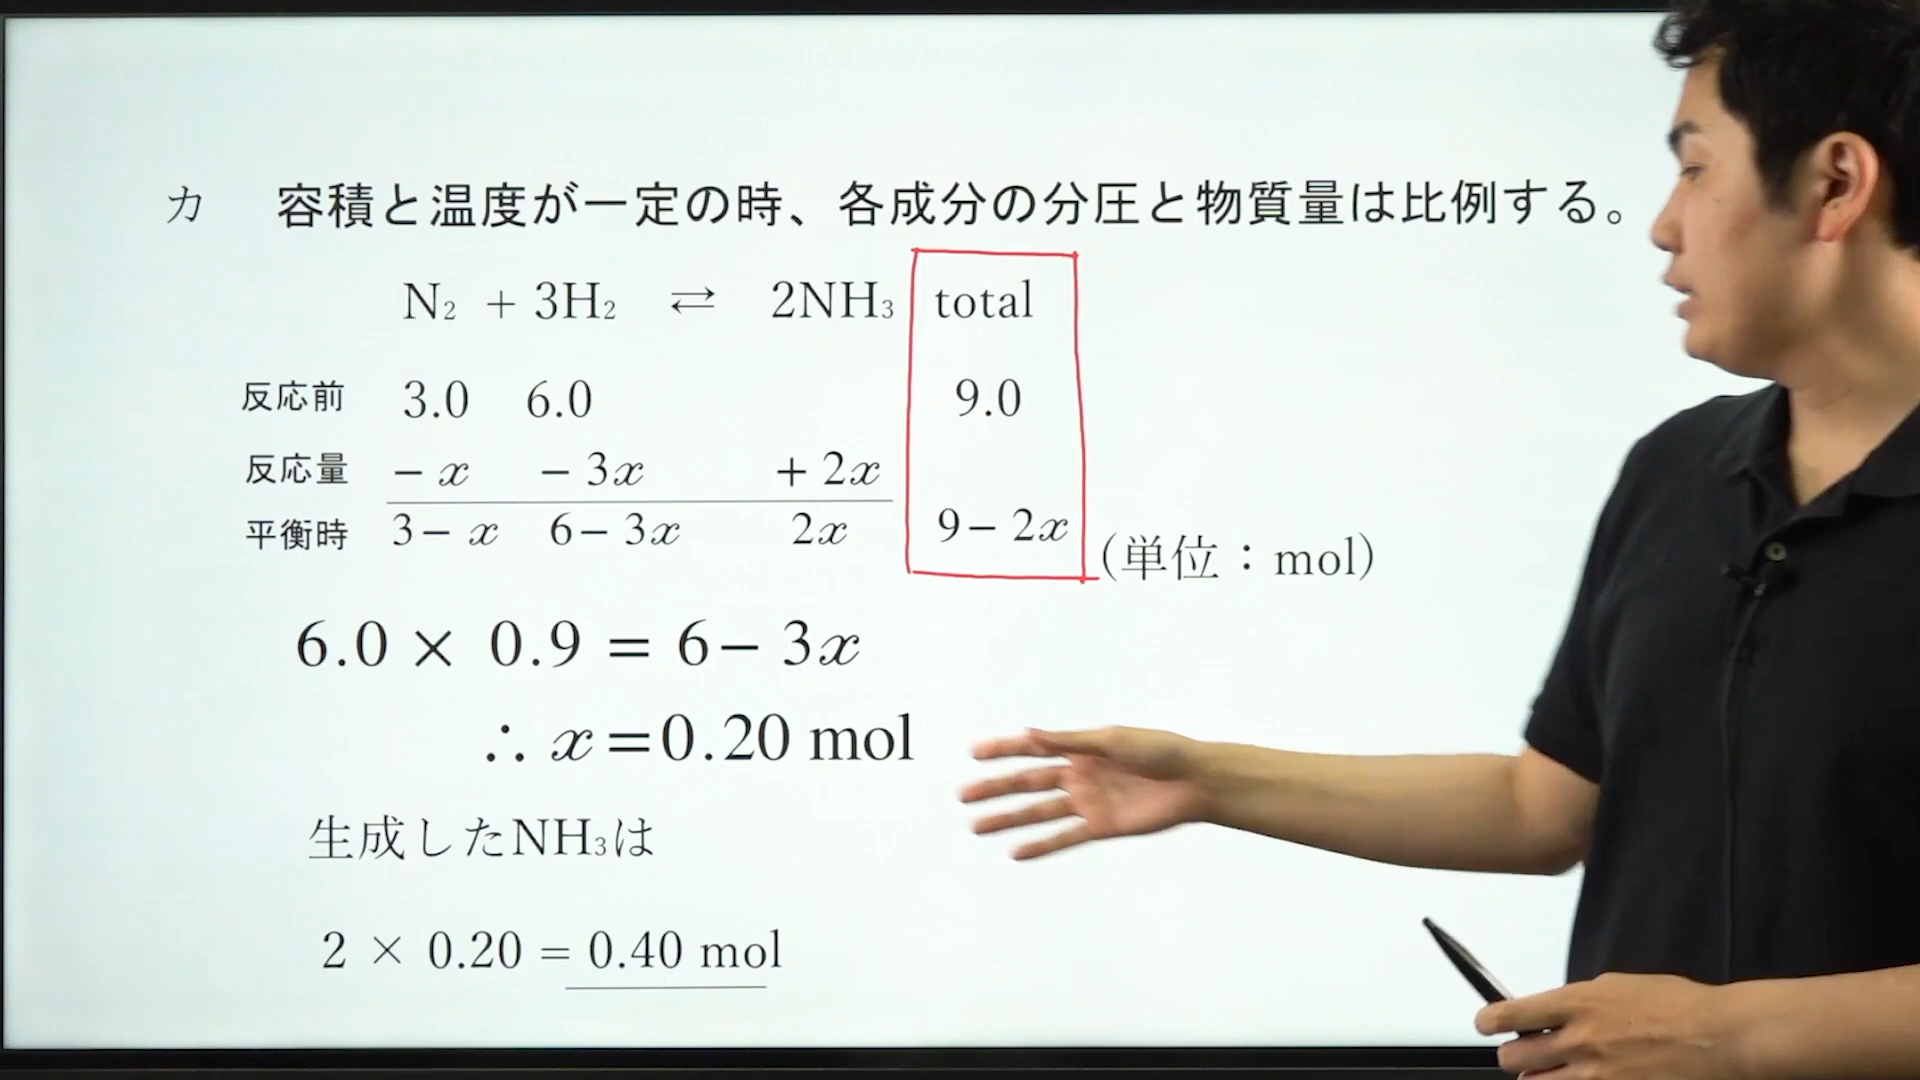 カ 容積と温度が一定の時、各成分の分圧と物質量は比例する。
N₂ + 3H₂ ⇄ 2NH₃ total
反応前 3.0 6.0 9.0
反応量 − x − 3x + 2x
平衡時 3− x 6− 3x 2x 9− 2x
(単位：mol)
6.0 × 0.9 = 6− 3x
∴ x=0.20 mol
生成したNH₃は
2 × 0.20 = 0.40 mol